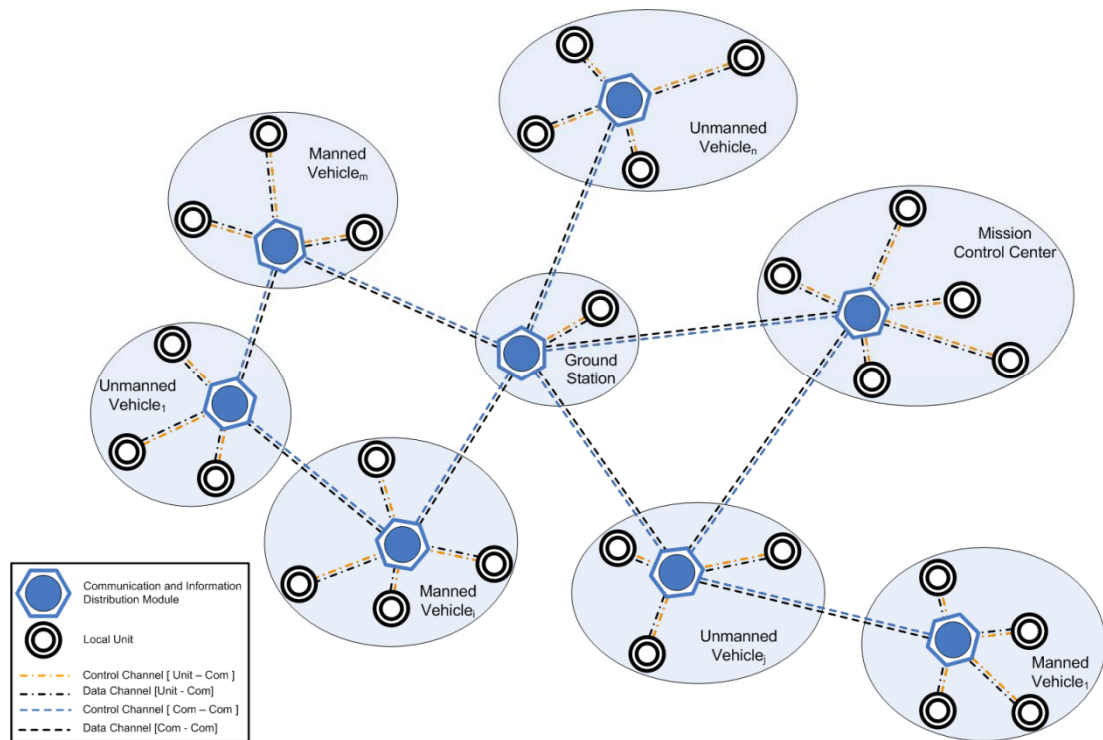 Unmanned
Vehicleₙ
Manned
Vehicleₘ
Mission
Control Center
Ground
Station
Unmanned
Vehicle₁
Manned
Vehicleᵢ
Unmanned
Vehicleⱼ
Manned
Vehicle₁
Communication and Information
Distribution Module
Local Unit
Control Channel [ Unit – Com ]
Data Channel [Unit - Com]
Control Channel [ Com – Com ]
Data Channel [Com - Com]